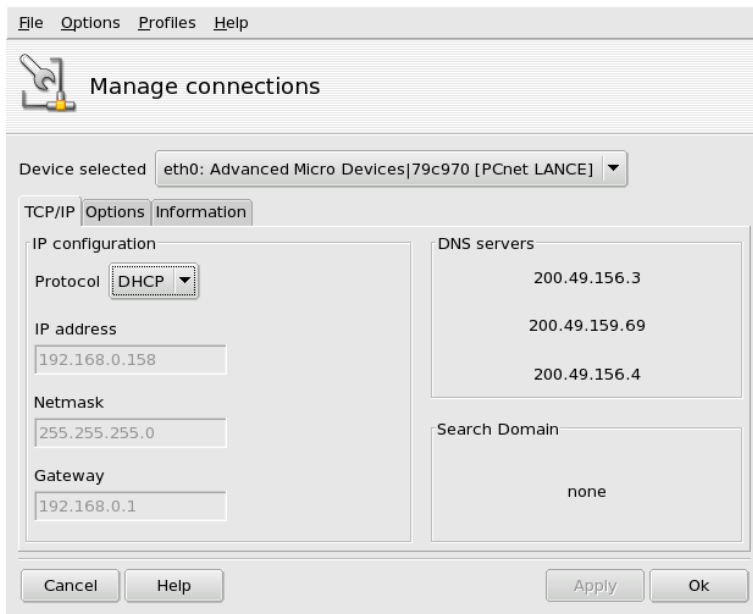 File Options Profiles Help
Manage connections
Device selected eth0: Advanced Micro Devices|79c970 [PCnet LANCE]
TCP/IP Options Information
IP configuration
Protocol DHCP
IP address
192.168.0.158
Netmask
255.255.255.0
Gateway
192.168.0.1
DNS servers
200.49.156.3
200.49.159.69
200.49.156.4
Search Domain
none
Cancel Help Apply Ok